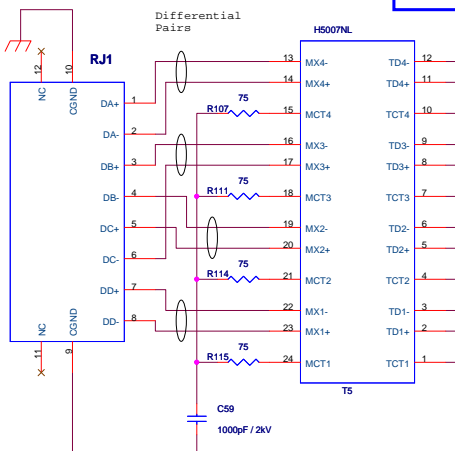 Differential
Pairs
H5007NL
RJ1
12
10
NC
CGND
DA+ 1
DA- 2
DB+ 3
DB- 4
DC+ 5
DC- 6
DD+ 7
DD- 8
NC
CGND
11
9
75
R107
75
R111
75
R114
75
R115
C59
1000pF / 2kV
13 MX4- TD4- 12
14 MX4+ TD4+ 11
15 MCT4 TCT4 10
16 MX3- TD3- 9
17 MX3+ TD3+ 8
18 MCT3 TCT3 7
19 MX2- TD2- 6
20 MX2+ TD2+ 5
21 MCT2 TCT2 4
22 MX1- TD1- 3
23 MX1+ TD1+ 2
24 MCT1 TCT1 1
T5